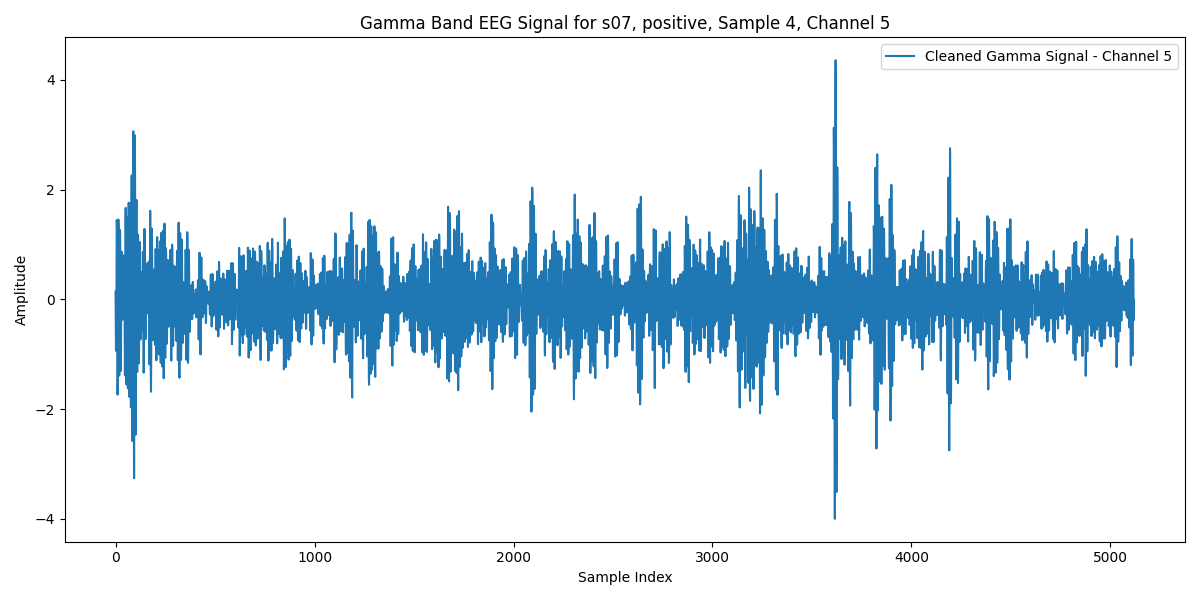 Gamma Band EEG Signal for s07, positive, Sample 4, Channel 5
Cleaned Gamma Signal - Channel 5
4
2
0
−2
−4
Amplitude
0 1000 2000 3000 4000 5000
Sample Index